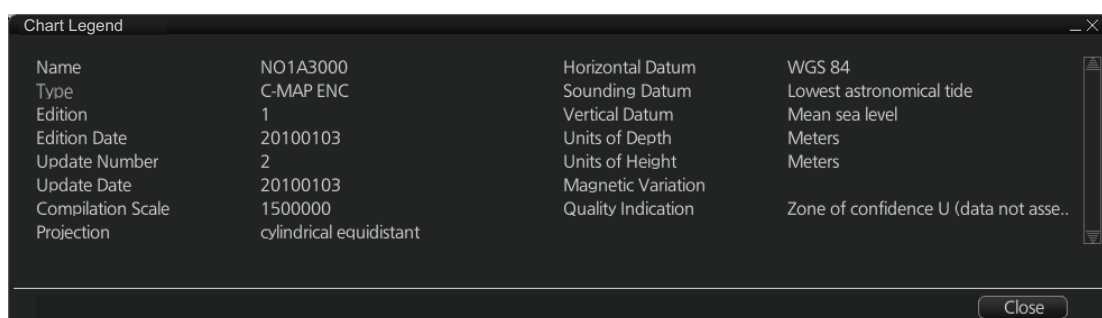 Chart Legend
Name NO1A3000 Horizontal Datum WGS 84
Type C-MAP ENC Sounding Datum Lowest astronomical tide
Edition 1 Vertical Datum Mean sea level
Edition Date 20100103 Units of Depth Meters
Update Number 2 Units of Height Meters
Update Date 20100103 Magnetic Variation
Compilation Scale 1500000 Quality Indication Zone of confidence U (data not asse..
Projection cylindrical equidistant
Close